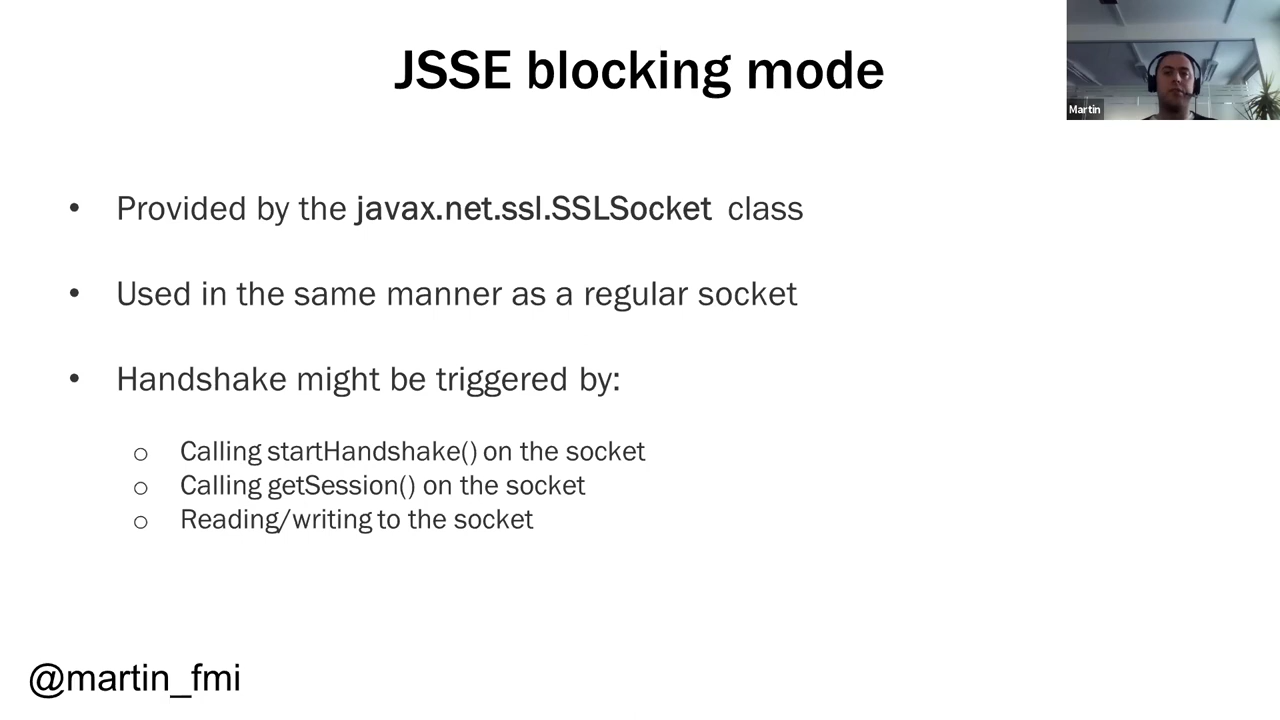 JSSE blocking mode
Martin
• Provided by the javax.net.ssl.SSLSocket class
• Used in the same manner as a regular socket
• Handshake might be triggered by:
o Calling startHandshake() on the socket
o Calling getSession() on the socket
o Reading/writing to the socket
@martin_fmi